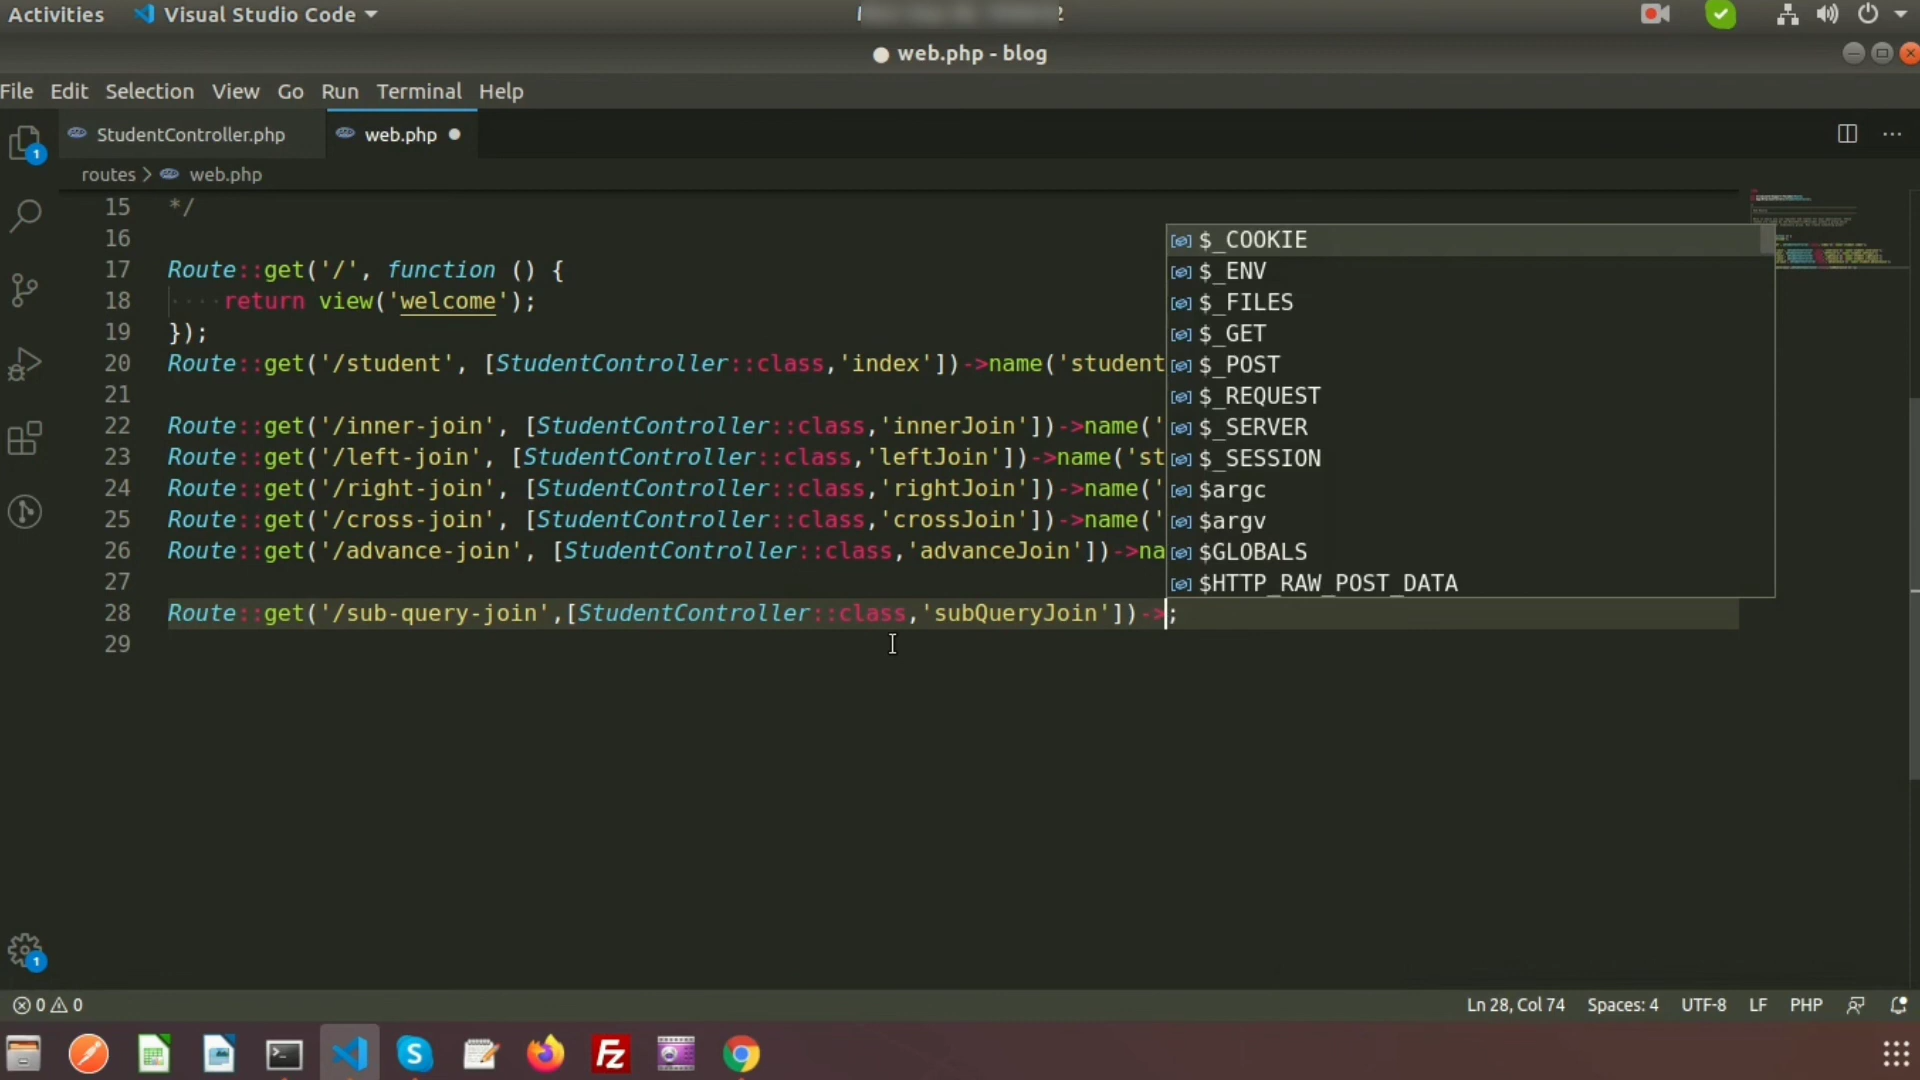 Activities Visual Studio Code
web.php - blog
File Edit Selection View Go Run Terminal Help
StudentController.php web.php
1
routes > web.php
15 */
16
17 Route::get('/', function () {
18 ····return view('welcome');
19 });
20 Route::get('/student', [StudentController::class,'index'])->name('student
21
22 Route::get('/inner-join', [StudentController::class,'innerJoin'])->name('
23 Route::get('/left-join', [StudentController::class,'leftJoin'])->name('st
24 Route::get('/right-join', [StudentController::class,'rightJoin'])->name('
25 Route::get('/cross-join', [StudentController::class,'crossJoin'])->name('
26 Route::get('/advance-join', [StudentController::class,'advanceJoin'])->na
27
28 Route::get('/sub-query-join',[StudentController::class,'subQueryJoin'])->;
29
$_COOKIE
$_ENV
$_FILES
$_GET
$_POST
$_REQUEST
$_SERVER
$_SESSION
$argc
$argv
$GLOBALS
$HTTP_RAW_POST_DATA
1
0 0 Ln 28, Col 74 Spaces: 4 UTF-8 LF PHP